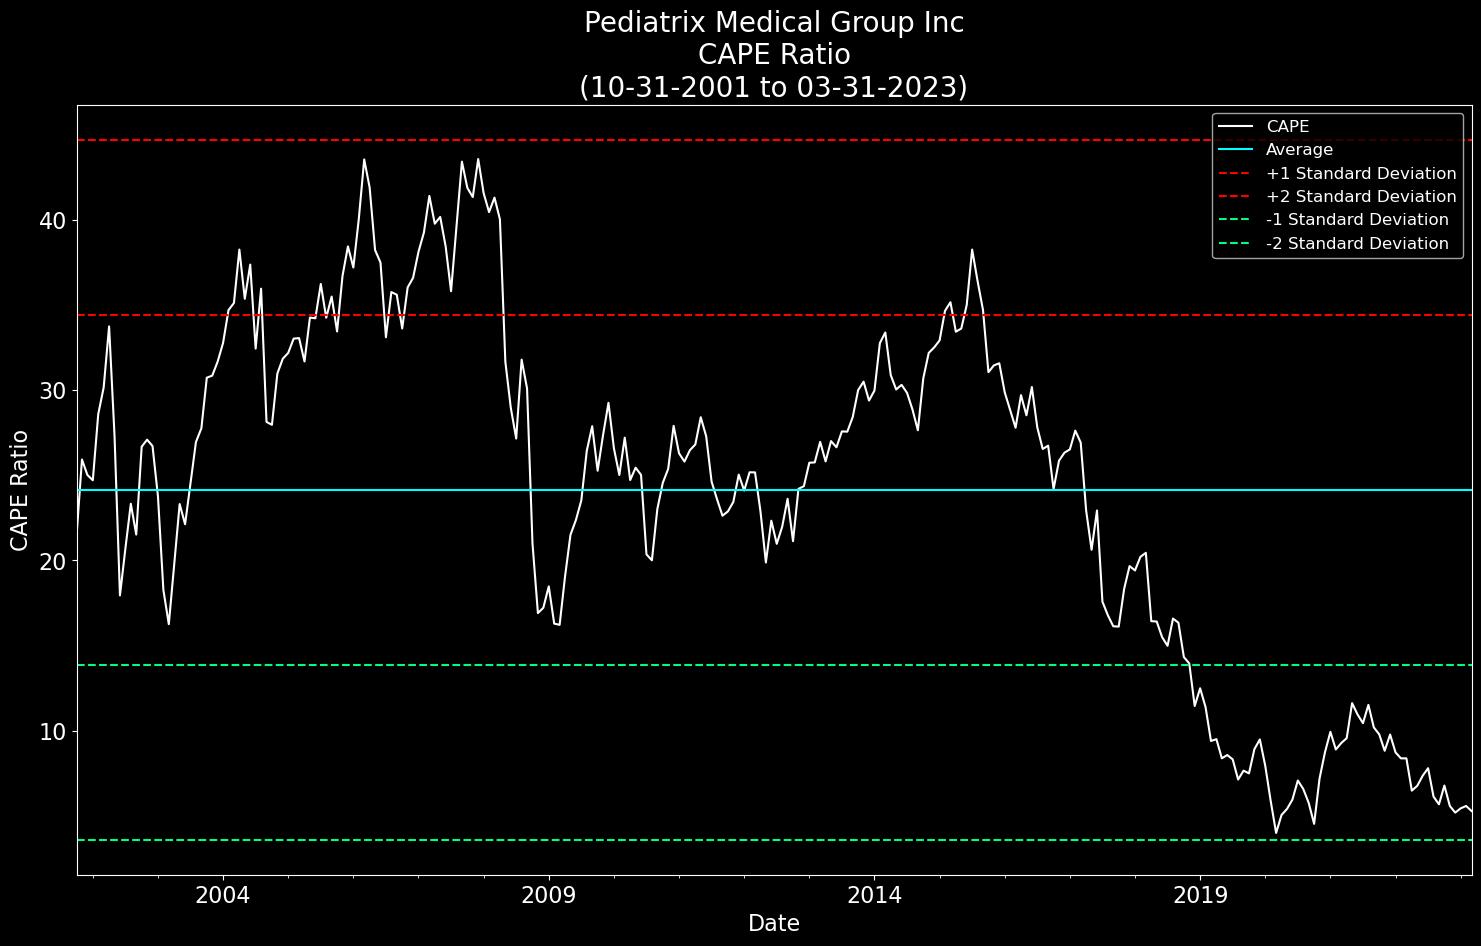 Pediatrix Medical Group Inc
CAPE Ratio
(10-31-2001 to 03-31-2023)
CAPE
Average
+1 Standard Deviation
+2 Standard Deviation
-1 Standard Deviation
-2 Standard Deviation
40
30
20
10
CAPE Ratio
2004
2009
2014
2019
Date